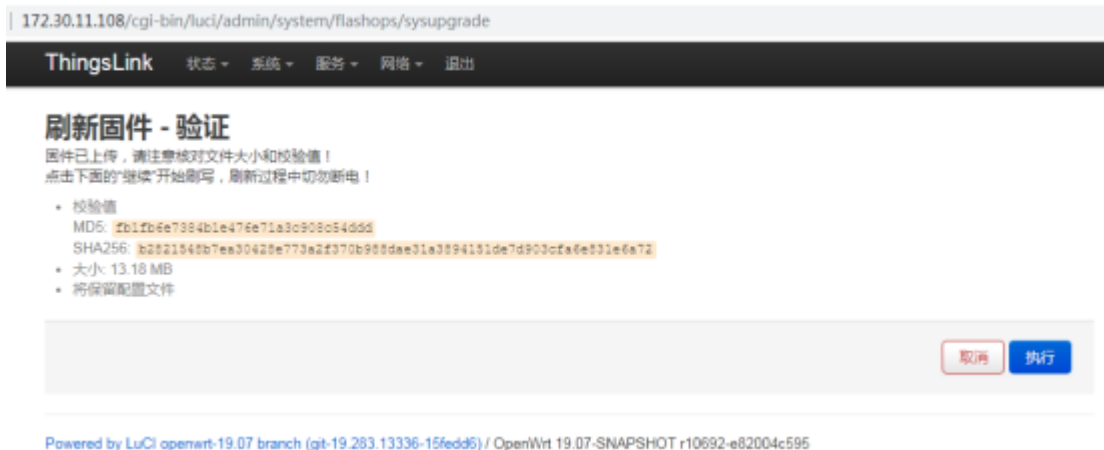 172.30.11.108/cgi-bin/luci/admin/system/flashops/sysupgrade
ThingsLink 状态 系统 服务 网络 退出
刷新固件 - 验证
固件已上传，请注意核对文件大小和校验值！
点击下面的“继续”开始刷写，刷新过程中切勿断电！
校验值
MD5: fb1fb6e7384b1e476e71a3c908c54ddd
SHA256: b2821548b7ea30428e773a2f370b988dae31a3894151de7d903cfa6e831e6a72
大小: 13.18 MB
将保留配置文件
取消 执行
Powered by LuCI openwrt-19.07 branch (git-19.283.13336-15fedd6) / OpenWrt 19.07-SNAPSHOT r10692-e82004c595